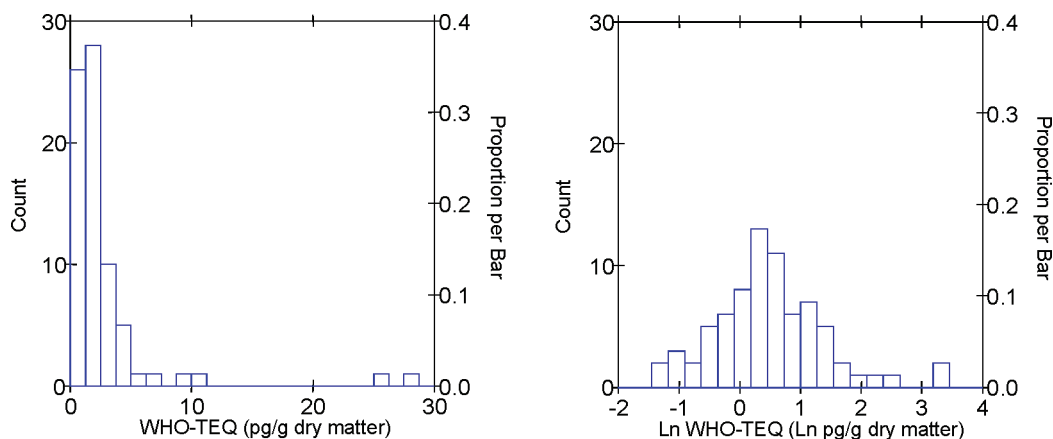 30
20
10
0
Count
0.4
0.3
0.2
0.1
0.0
Proportion per Bar
0 10 20 30
WHO-TEQ (pg/g dry matter)
30
20
10
0
Count
0.4
0.3
0.2
0.1
0.0
Proportion per Bar
-2 -1 0 1 2 3 4
Ln WHO-TEQ (Ln pg/g dry matter)